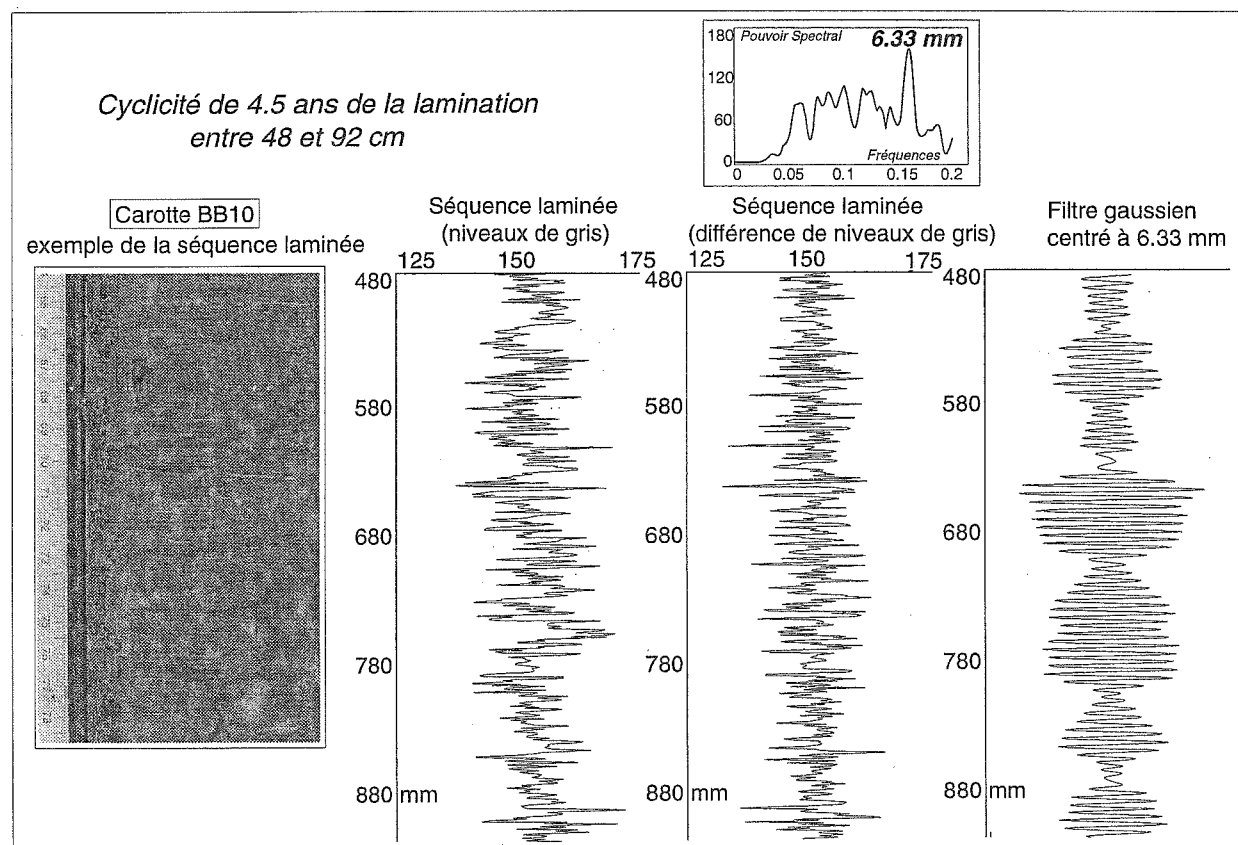 Pouvoir Spectral
6.33 mm
180
120
60
0
Fréquences
0 0.05 0.1 0.15 0.2
Cyclicité de 4.5 ans de la lamination
entre 48 et 92 cm
Carotte BB10
exemple de la séquence laminée
Séquence laminée
(niveaux de gris)
125 150 175
480
580
680
780
880 mm
Séquence laminée
(différence de niveaux de gris)
125 150 175
480
580
680
780
880 mm
Filtre gaussien
centré à 6.33 mm
480
580
680
780
880